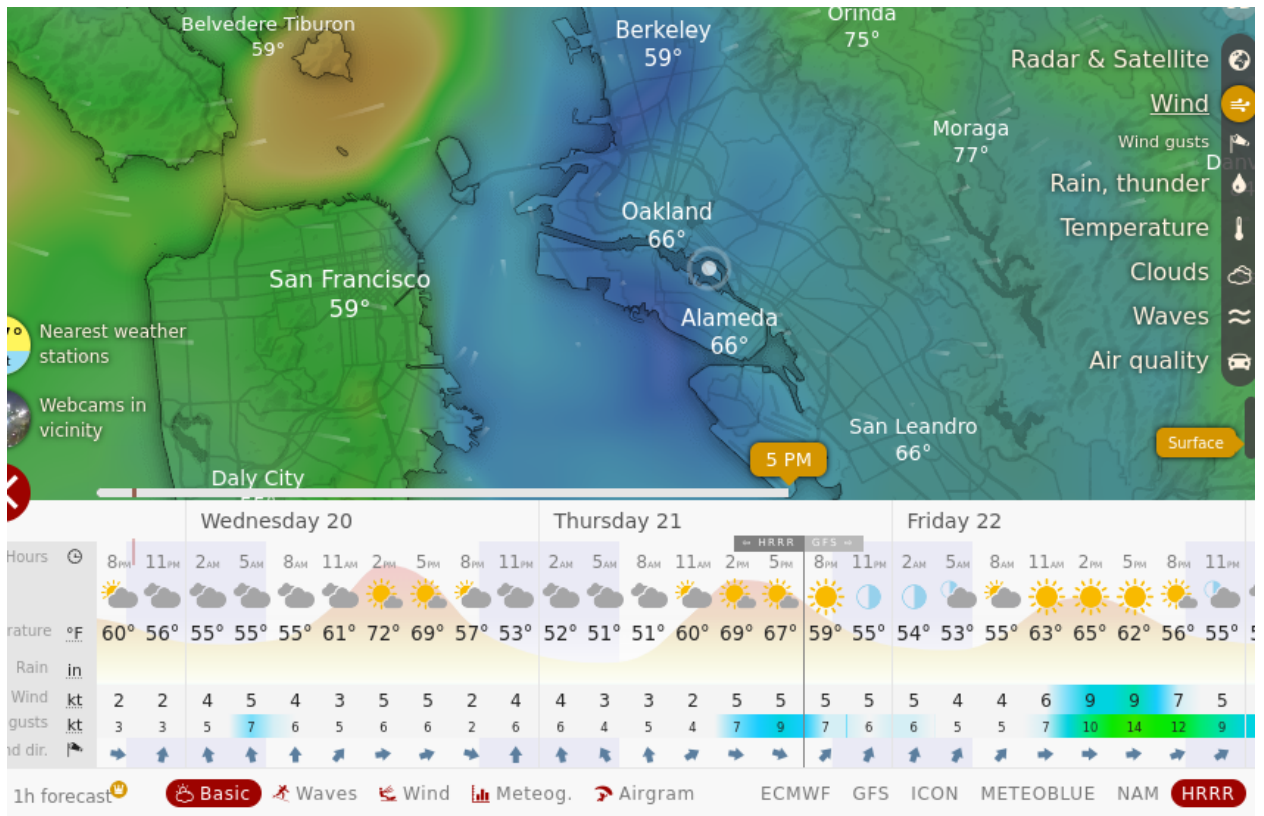 Belvedere Tiburon
59°
Berkeley
59°
Orinda
75°
Radar & Satellite
Wind
Moraga
77°
Wind gusts
Rain, thunder
Oakland
66°
Temperature
San Francisco
59°
Clouds
Alameda
66°
Waves
Nearest weather
stations
Air quality
Webcams in
vicinity
San Leandro
66°
Surface
5 PM
Daly City
Wednesday 20 Thursday 21 Friday 22
⇦ HRRR GFS ⇨
Hours 8PM 11PM 2AM 5AM 8AM 11AM 2PM 5PM 8PM 11PM 2AM 5AM 8AM 11AM 2PM 5PM 8PM 11PM 2AM 5AM 8AM 11AM 2PM 5PM 8PM 11PM
rature °F 60° 56° 55° 55° 55° 61° 72° 69° 57° 53° 52° 51° 51° 60° 69° 67° 59° 55° 54° 53° 55° 63° 65° 62° 56° 55°
Rain in
Wind kt 2 2 4 5 4 3 5 5 2 4 4 3 3 2 5 5 5 5 5 4 4 6 9 9 7 5
gusts kt 3 3 5 7 6 5 6 6 2 6 6 4 5 4 7 9 7 6 6 5 5 7 10 14 12 9
nd dir.
1h forecast Basic Waves Wind Meteog. Airgram ECMWF GFS ICON METEOBLUE NAM HRRR